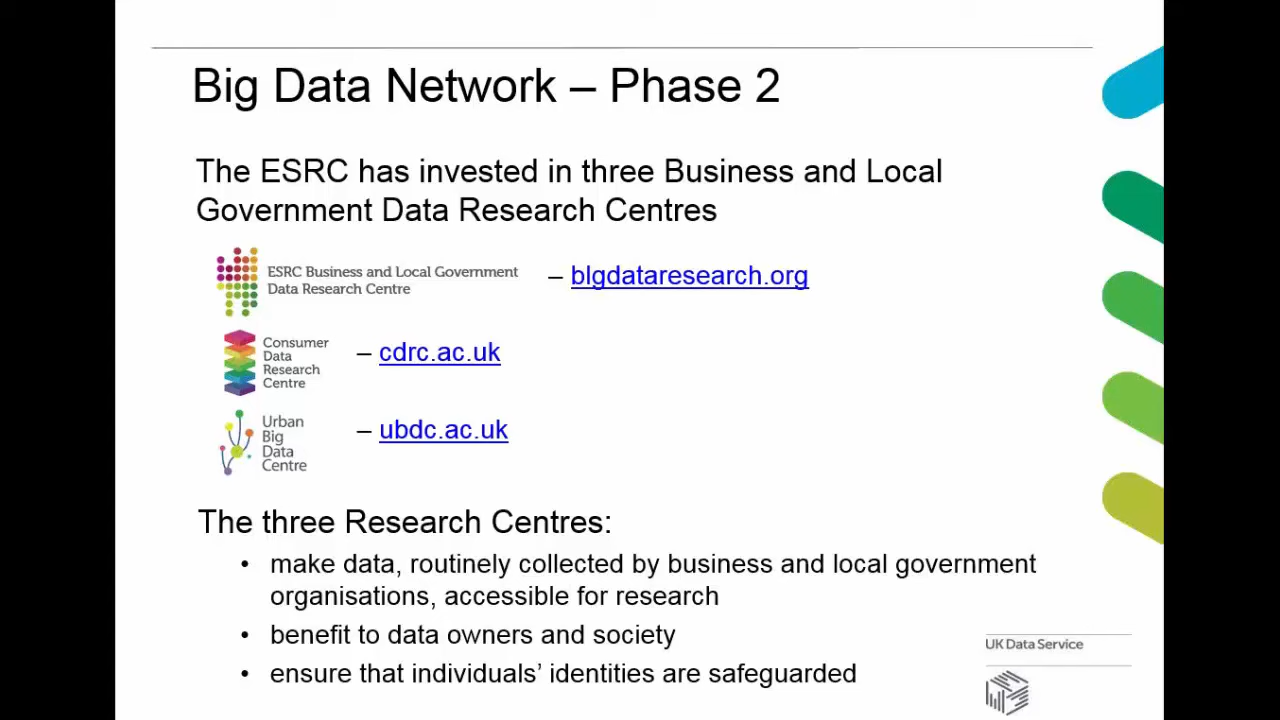 Big Data Network – Phase 2
The ESRC has invested in three Business and Local
Government Data Research Centres
ESRC Business and Local Government
Data Research Centre
– blgdataresearch.org
Consumer
Data
Research
Centre
– cdrc.ac.uk
Urban
Big
Data
Centre
– ubdc.ac.uk
The three Research Centres:
• make data, routinely collected by business and local government
organisations, accessible for research
• benefit to data owners and society
• ensure that individuals’ identities are safeguarded
UK Data Service